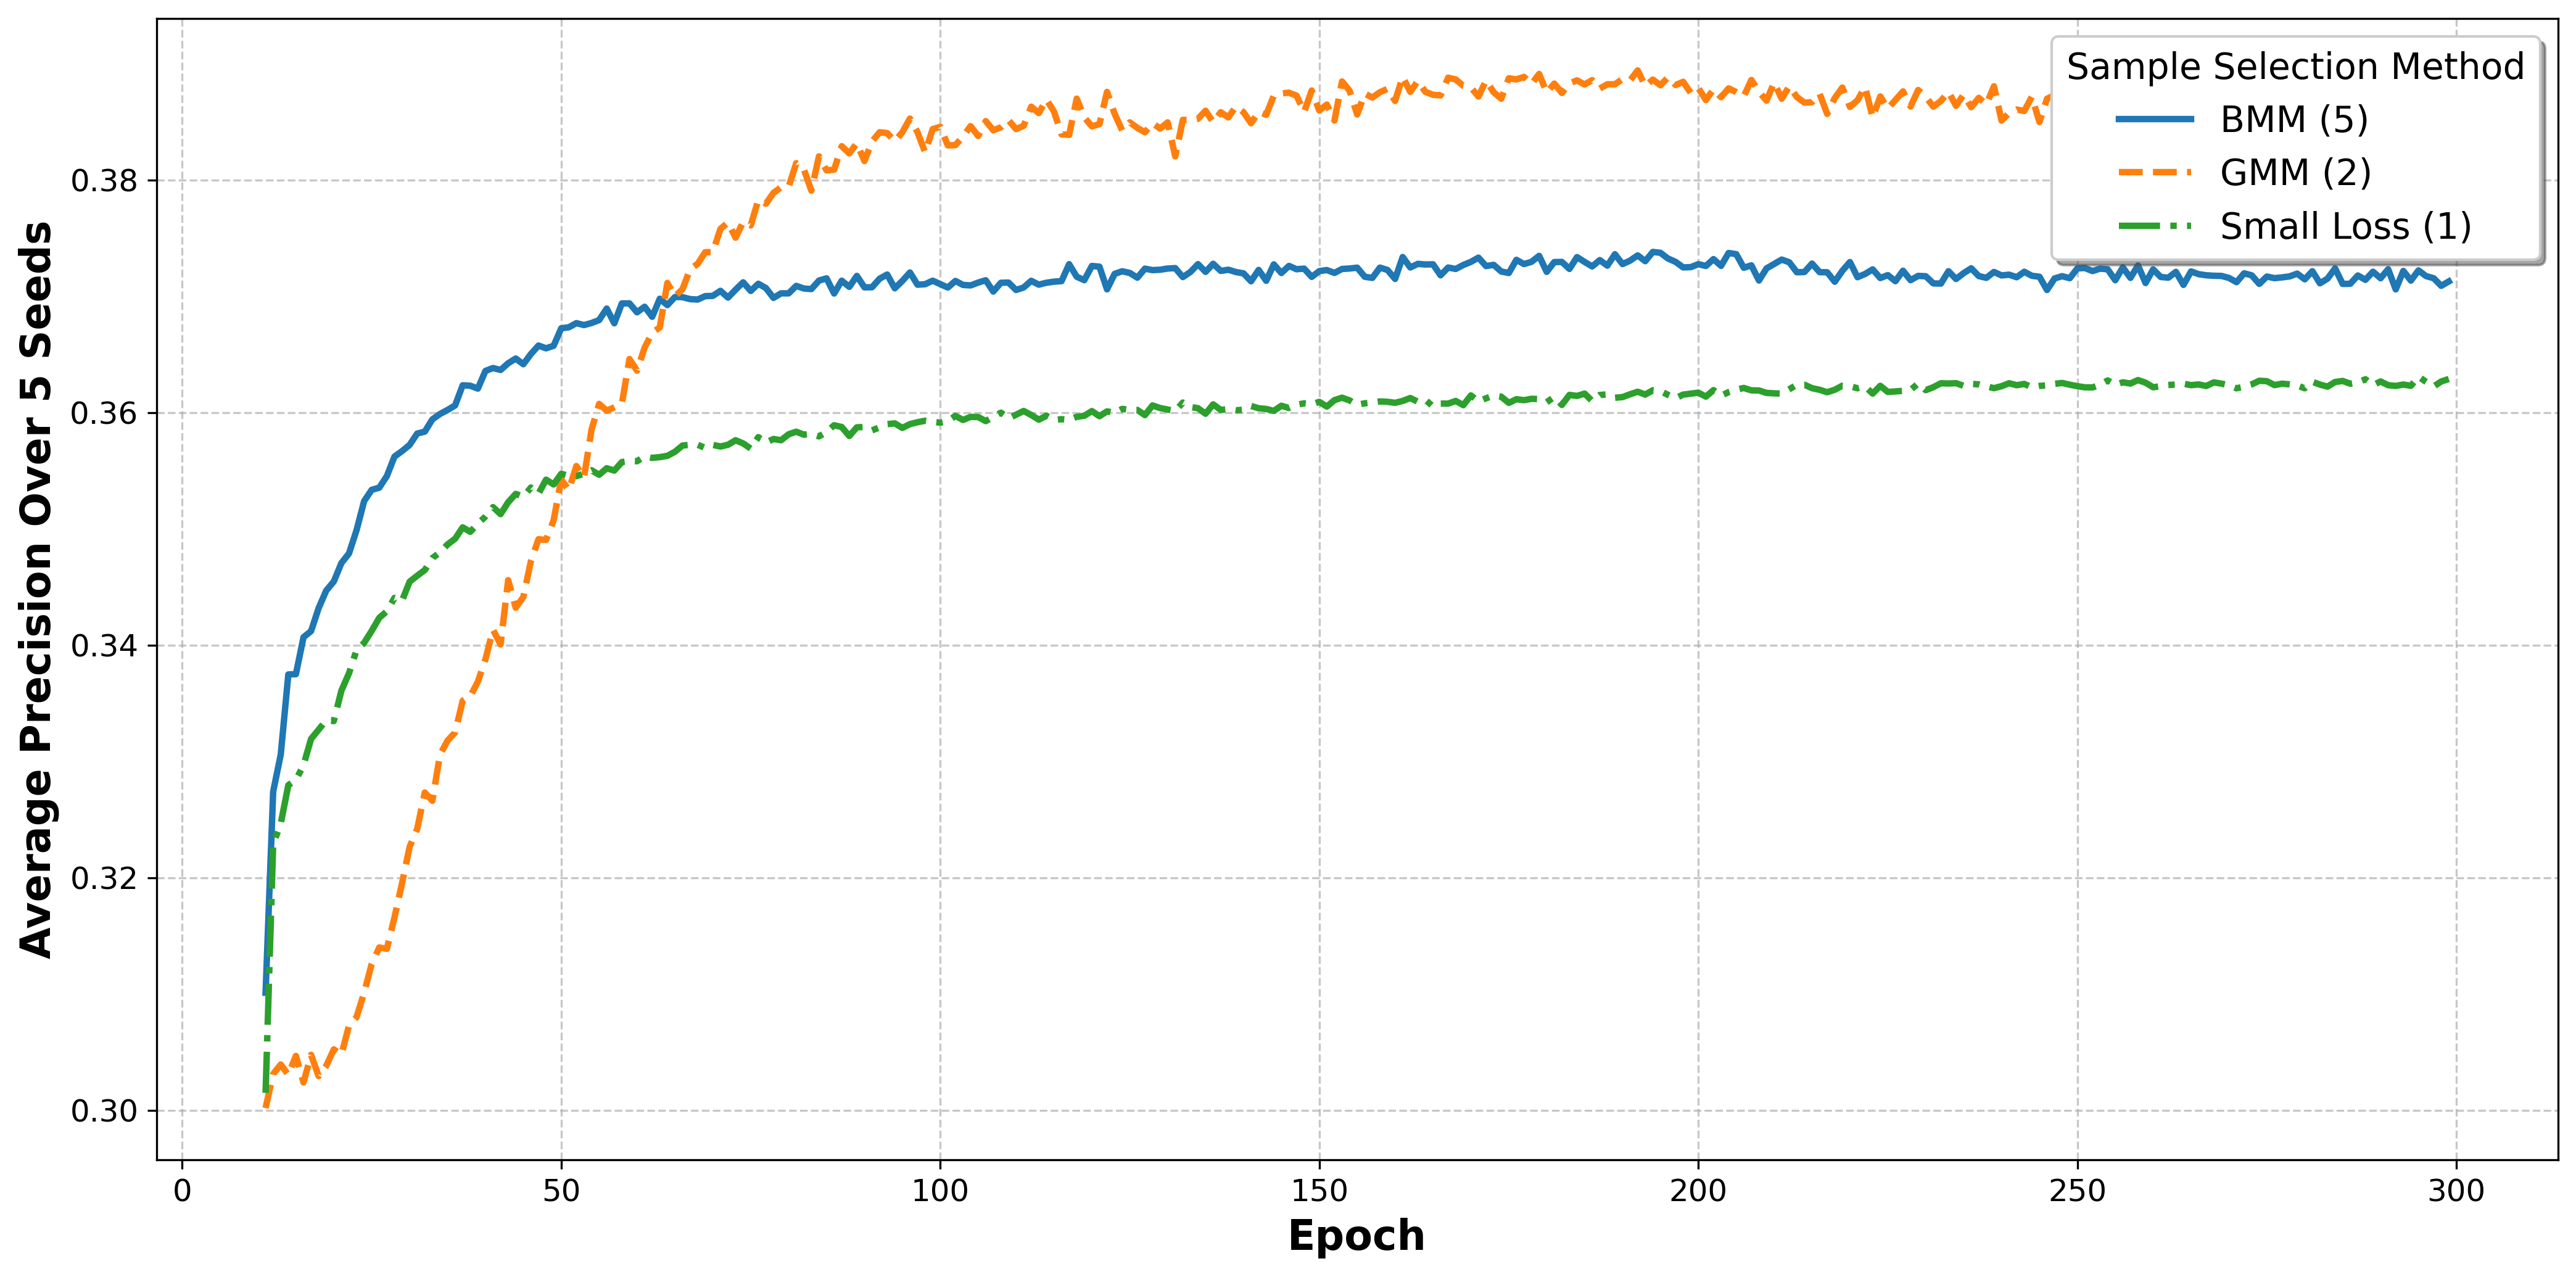 Average Precision Over 5 Seeds
0.38
0.36
0.34
0.32
0.30
Sample Selection Method
BMM (5)
GMM (2)
Small Loss (1)
0 50 100 150 200 250 300
Epoch